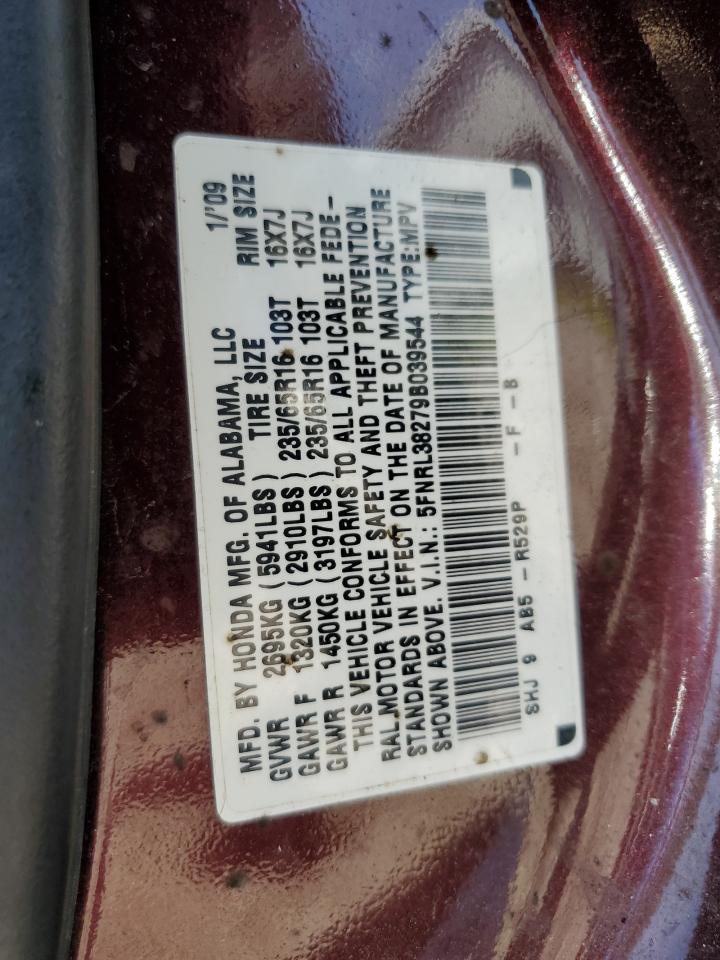 MFD. BY HONDA MFG. OF ALABAMA, LLC 1/'09
GVWR 2695KG (5941LBS) TIRE SIZE RIM SIZE
GAWR F 1320KG (2910LBS) 235/65R16 103T 16X7J
GAWR R 1450KG (3197LBS) 235/65R16 103T 16X7J
THIS VEHICLE CONFORMS TO ALL APPLICABLE FEDE-
RAL MOTOR VEHICLE SAFETY AND THEFT PREVENTION
STANDARDS IN EFFECT ON THE DATE OF MANUFACTURE
SHOWN ABOVE. V.I.N.: 5FNRL38279B039544 TYPE:MPV
SHJ 9 AB5 - R529P - F - B